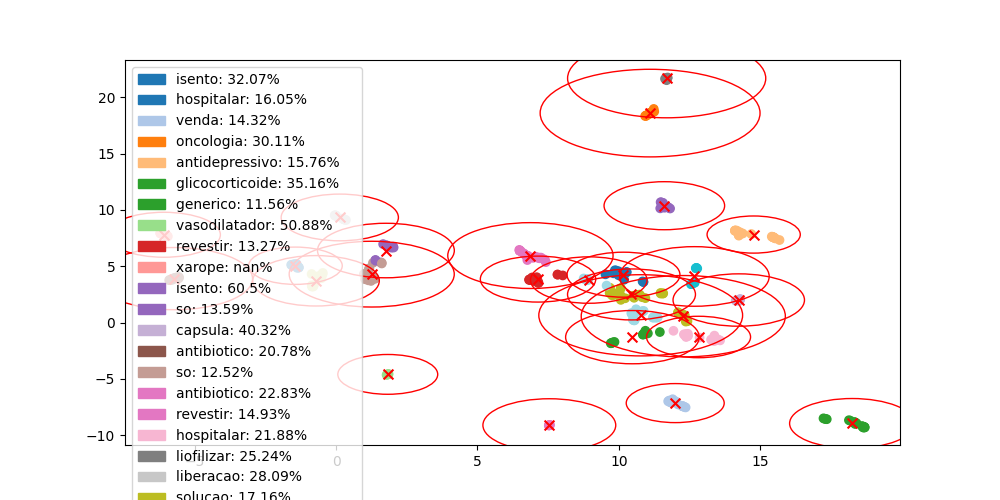 isento: 32.07%
hospitalar: 16.05%
venda: 14.32%
oncologia: 30.11%
antidepressivo: 15.76%
glicocorticoide: 35.16%
generico: 11.56%
vasodilatador: 50.88%
revestir: 13.27%
xarope: nan%
isento: 60.5%
so: 13.59%
capsula: 40.32%
antibiotico: 20.78%
so: 12.52%
antibiotico: 22.83%
revestir: 14.93%
hospitalar: 21.88%
liofilizar: 25.24%
liberacao: 28.09%
solucao: 17.16%
20
15
10
5
0
−5
−10
0 5 10 15